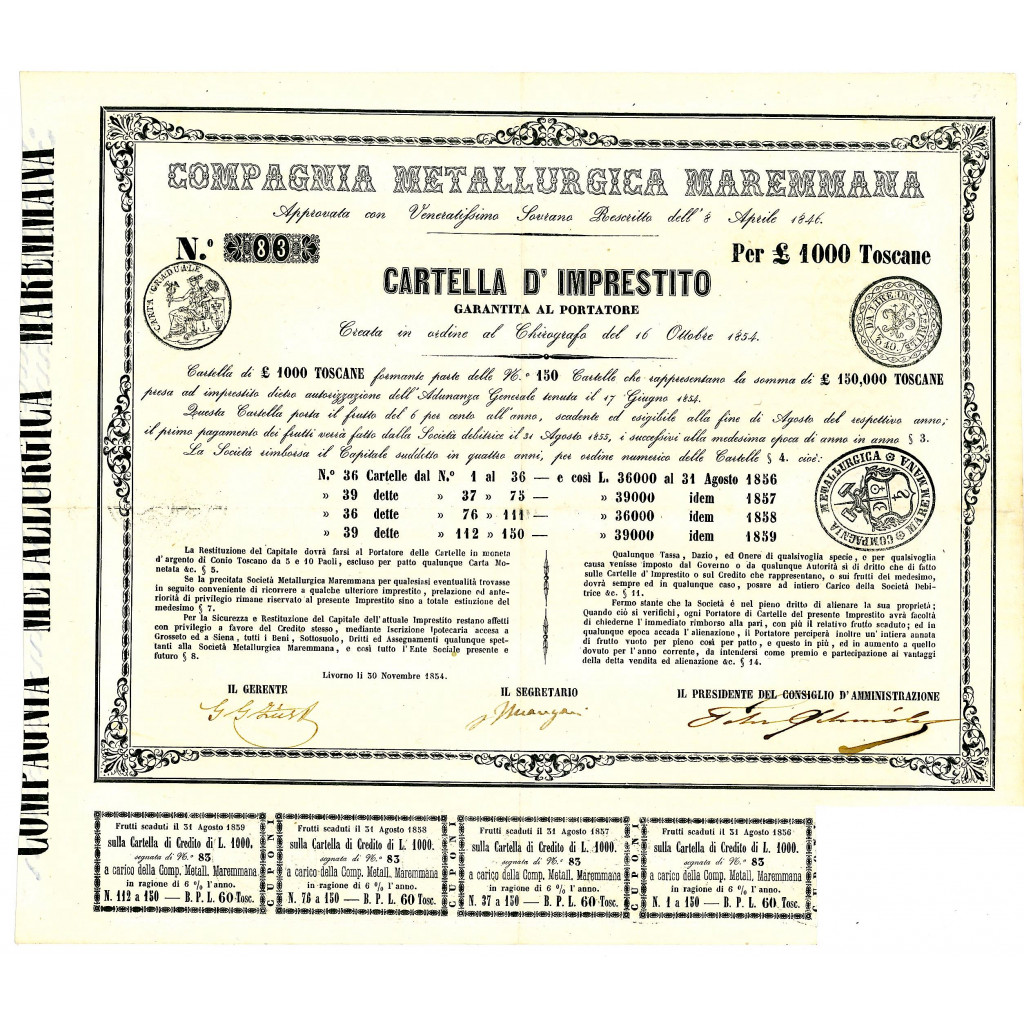 COMPAGNIA METALLURGICA MAREMMANA
COMPAGNIA METALLURGICA MAREMMANA
Approvata con Veneratissimo Sovrano Rescritto dell' 8 Aprile 1846.
N.º 83
Per £ 1000 Toscane
CARTA GRADUALE
CARTELLA D' IMPRESTITO
GARANTITA AL PORTATORE
Creata in ordine al Chirografo del 16 Ottobre 1854.
DA LIRE UNA
Cartella di £ 1000 TOSCANE formante parte delle N.º 150 Cartelle che rappresentano la somma di £ 150,000 TOSCANE
presa ad imprestito dietro autorizzazione dell'Adunanza Generale tenuta il 17 Giugno 1854.
Questa Cartella porta il frutto del 6 per cento all'anno, scadente ed esigibile alla fine di Agosto del respettivo anno;
il primo pagamento dei frutti verrà fatto dalla Società debitrice il 31 Agosto 1855, i successivi alla medesima epoca di anno in anno § 3.
La Società rimborsa il Capitale suddetto in quattro anni, per ordine numerico delle Cartelle § 4. cioè:
N.º 36 Cartelle dal N.º 1 al 36 — e così L. 36000 al 31 Agosto 1856
» 39 dette » 37 al 75 — » 39000 idem 1857
» 36 dette » 76 » 111 — » 36000 idem 1858
» 39 dette » 112 » 150 — » 39000 idem 1859
COMPAGNIA METALLURGICA MAREMMANA
La Restituzione del Capitale dovrà farsi al Portatore delle Cartelle in moneta
d'argento di Conio Toscano da 5 e 10 Paoli, escluso per patto qualunque Carta Mo-
netata &c. § 5.
Se la precitata Società Metallurgica Maremmana per qualesiasi eventualità trovasse
in seguito conveniente di ricorrere a qualche ulteriore imprestito, prelazione ed ante-
riorità di privilegio rimane riservato al presente Imprestito sino a totale estinzione del
medesimo § 7.
Per la Sicurezza e Restituzione del Capitale dell'attuale Imprestito restano affetti
con privilegio a favore del Credito stesso, mediante Iscrizione Ipotecaria accesa a
Grosseto ed a Siena, tutti i Beni, Sottosuolo, Dritti ed Assegnamenti qualunque spet-
tanti alla Società Metallurgica Maremmana, e così tutto l'Ente Sociale presente e
futuro § 8.
Livorno li 30 Novembre 1854.
Qualunque Tassa, Dazio, ed Onere di qualsivoglia specie, e per qualsivoglia
causa venisse imposto dal Governo o da qualunque Autorità sì di dritto che di fatto
sulle Cartelle d'Imprestito o sul Credito che rappresentano, o sui frutti del medesimo,
dovrà sempre ed in qualunque caso, posare ad intiero Carico della Società Debi-
trice &c. § 11.
Fermo stante che la Società è nel pieno dritto di alienare la sua proprietà;
Quando ciò si verifichi, ogni Portatore di Cartelle del presente Imprestito avrà facoltà
di chiederne l'immediato rimborso alla pari, con più il relativo frutto scaduto; ed in
qualunque epoca accada l'alienazione, il Portatore perciperà inoltre un'intiera annata
di frutto vuoto per pieno così per patto, e questo in più, ed in aumento a quello
dovuto per l'anno corrente, da intendersi come premio e partecipazione ai vantaggi
della detta vendita ed alienazione &c. § 14.
IL GERENTE
IL SEGRETARIO
IL PRESIDENTE DEL CONSIGLIO D'AMMINISTRAZIONE
Frutti scaduti il 31 Agosto 1859
sulla Cartella di Credito di L. 1000.
segnata di N.º 83
a carico della Comp. Metall. Maremmana
in ragione di 6 % l'anno.
N. 112 a 150 — B. P. L. 60 Tosc.
CUPONI
Frutti scaduti il 31 Agosto 1858
sulla Cartella di Credito di L. 1000.
segnata di N.º 83
a carico della Comp. Metall. Maremmana
in ragione di 6 % l'anno.
N. 76 a 150 — B. P. L. 60 Tosc.
CUPONI
Frutti scaduti il 31 Agosto 1857
sulla Cartella di Credito di L. 1000.
segnata di N.º 83
a carico della Comp. Metall. Maremmana
in ragione di 6 % l'anno.
N. 37 a 150 — B. P. L. 60 Tosc.
CUPONI
Frutti scaduti il 31 Agosto 1856
sulla Cartella di Credito di L. 1000.
segnata di N.º 83
a carico della Comp. Metall. Maremmana
in ragione di 6 % l'anno.
N. 1 a 150 — B. P. L. 60 Tosc.